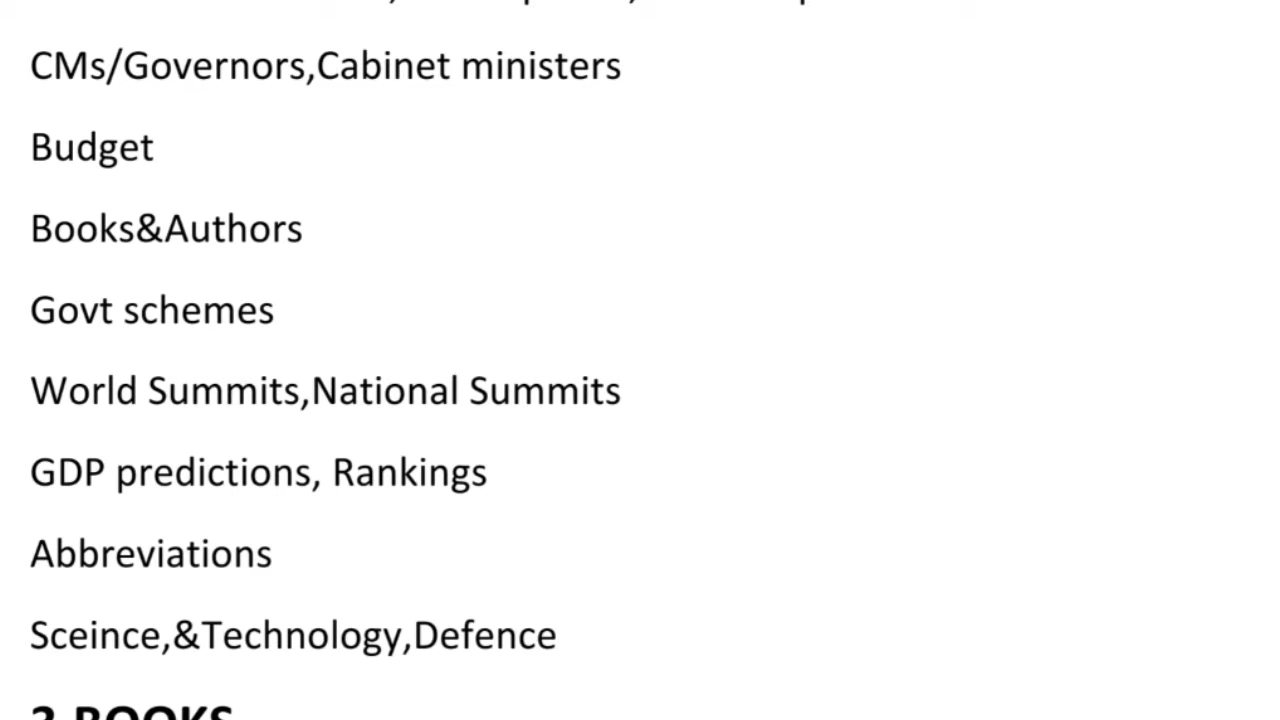 CMs/Governors,Cabinet ministers
Budget
Books&Authors
Govt schemes
World Summits,National Summits
GDP predictions, Rankings
Abbreviations
Sceince,&Technology,Defence
BOOKS